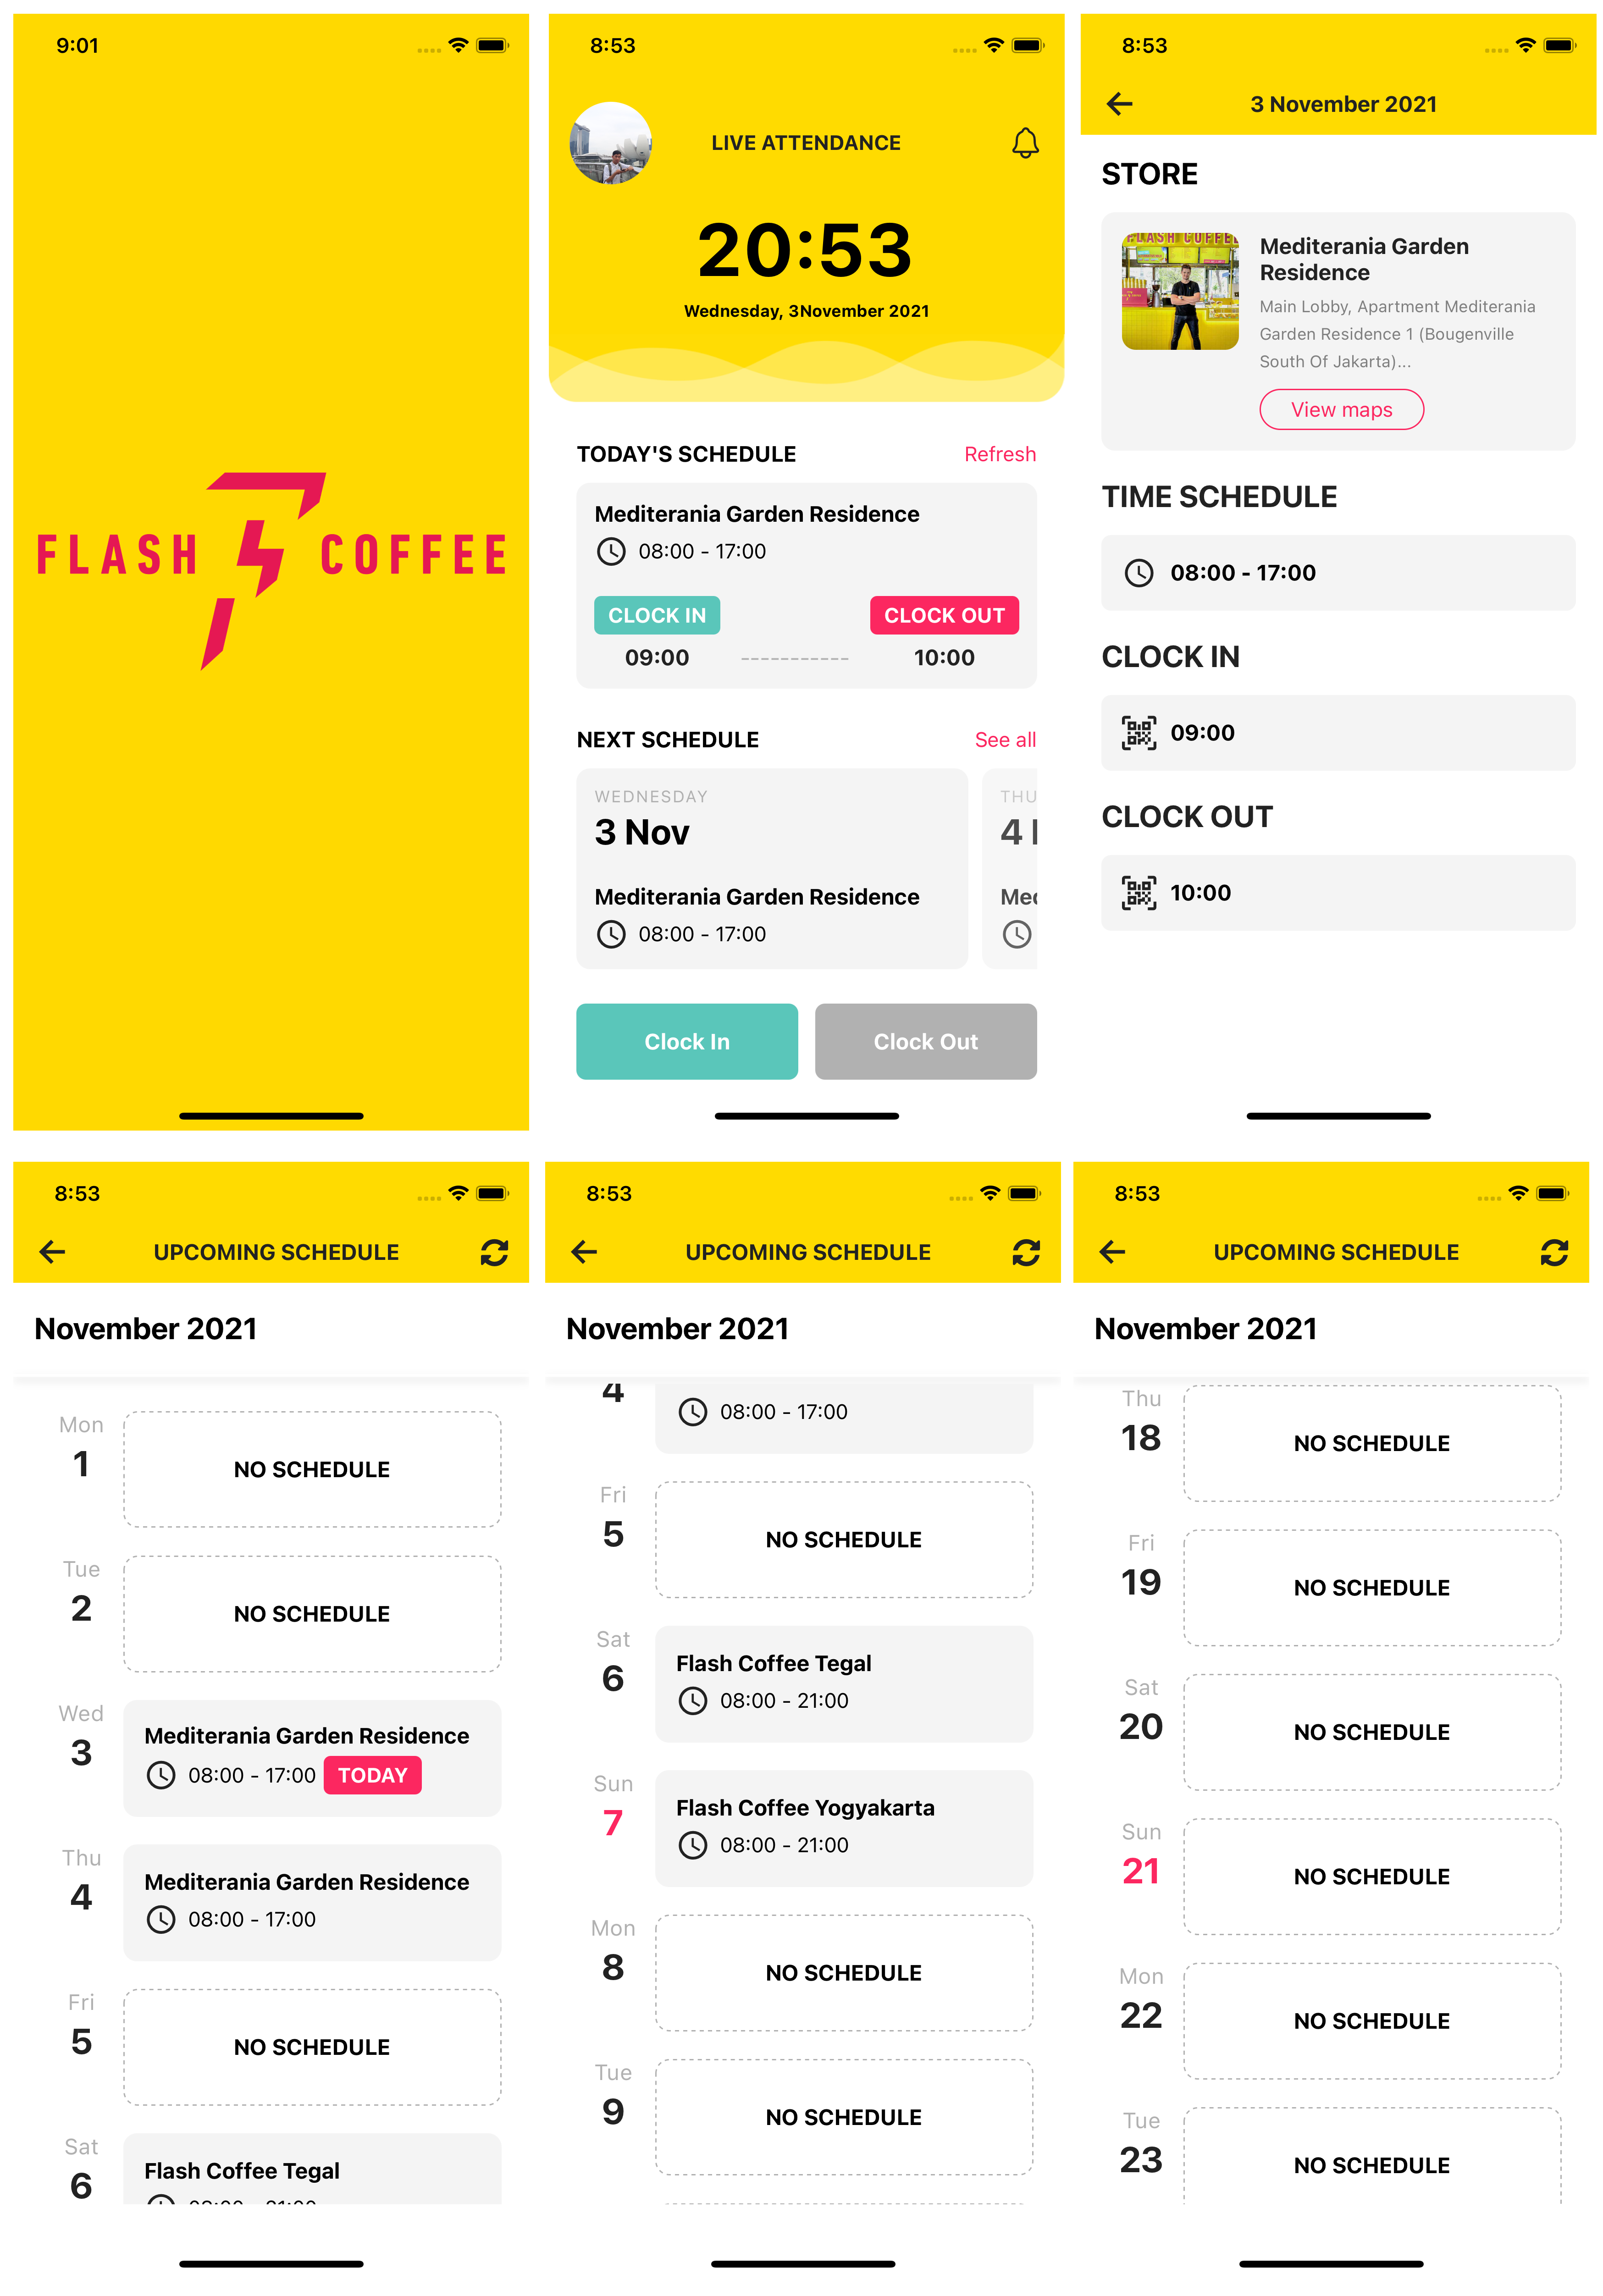 9:01
FLASH COFFEE
8:53
LIVE ATTENDANCE
20:53
Wednesday, 3November 2021
TODAY'S SCHEDULE
Refresh
Mediterania Garden Residence
08:00 - 17:00
CLOCK IN
CLOCK OUT
09:00
-----------
10:00
NEXT SCHEDULE
See all
WEDNESDAY
3 Nov
Mediterania Garden Residence
08:00 - 17:00
THU
4
Clock In
Clock Out
8:53
3 November 2021
STORE
FLASH COFFEE
Mediterania Garden
Residence
Main Lobby, Apartment Mediterania
Garden Residence 1 (Bougenville
South Of Jakarta)...
View maps
TIME SCHEDULE
08:00 - 17:00
CLOCK IN
09:00
CLOCK OUT
10:00
8:53
UPCOMING SCHEDULE
November 2021
Mon
1
NO SCHEDULE
Tue
2
NO SCHEDULE
Wed
3
Mediterania Garden Residence
08:00 - 17:00 TODAY
Thu
4
Mediterania Garden Residence
08:00 - 17:00
Fri
5
NO SCHEDULE
Sat
6
Flash Coffee Tegal
8:53
UPCOMING SCHEDULE
November 2021
4
08:00 - 17:00
Fri
5
NO SCHEDULE
Sat
6
Flash Coffee Tegal
08:00 - 21:00
Sun
7
Flash Coffee Yogyakarta
08:00 - 21:00
Mon
8
NO SCHEDULE
Tue
9
NO SCHEDULE
8:53
UPCOMING SCHEDULE
November 2021
Thu
18
NO SCHEDULE
Fri
19
NO SCHEDULE
Sat
20
NO SCHEDULE
Sun
21
NO SCHEDULE
Mon
22
NO SCHEDULE
Tue
23
NO SCHEDULE